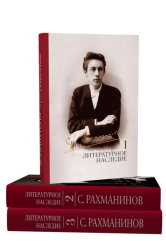 I
ЛИТЕРАТУРНОЕ
НАСЛЕДИЕ
ЛИТЕРАТУРНОЕ
НАСЛЕДИЕ
2
С. РАХМАНИНОВ
ЛИТЕРАТУРНОЕ
НАСЛЕДИЕ
3
С. РАХМАНИНОВ